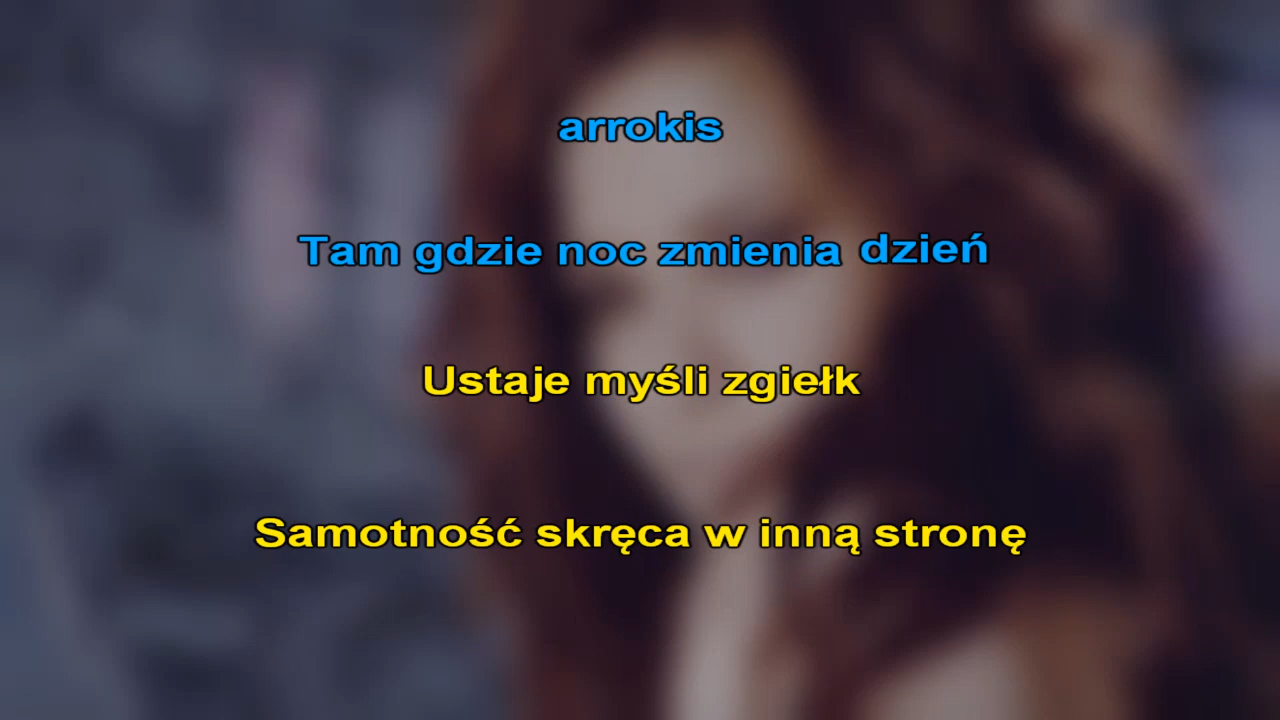 arrokis
Tam gdzie noc zmienia dzień
Ustaje myśli zgiełk
Samotność skręca w inną stronę